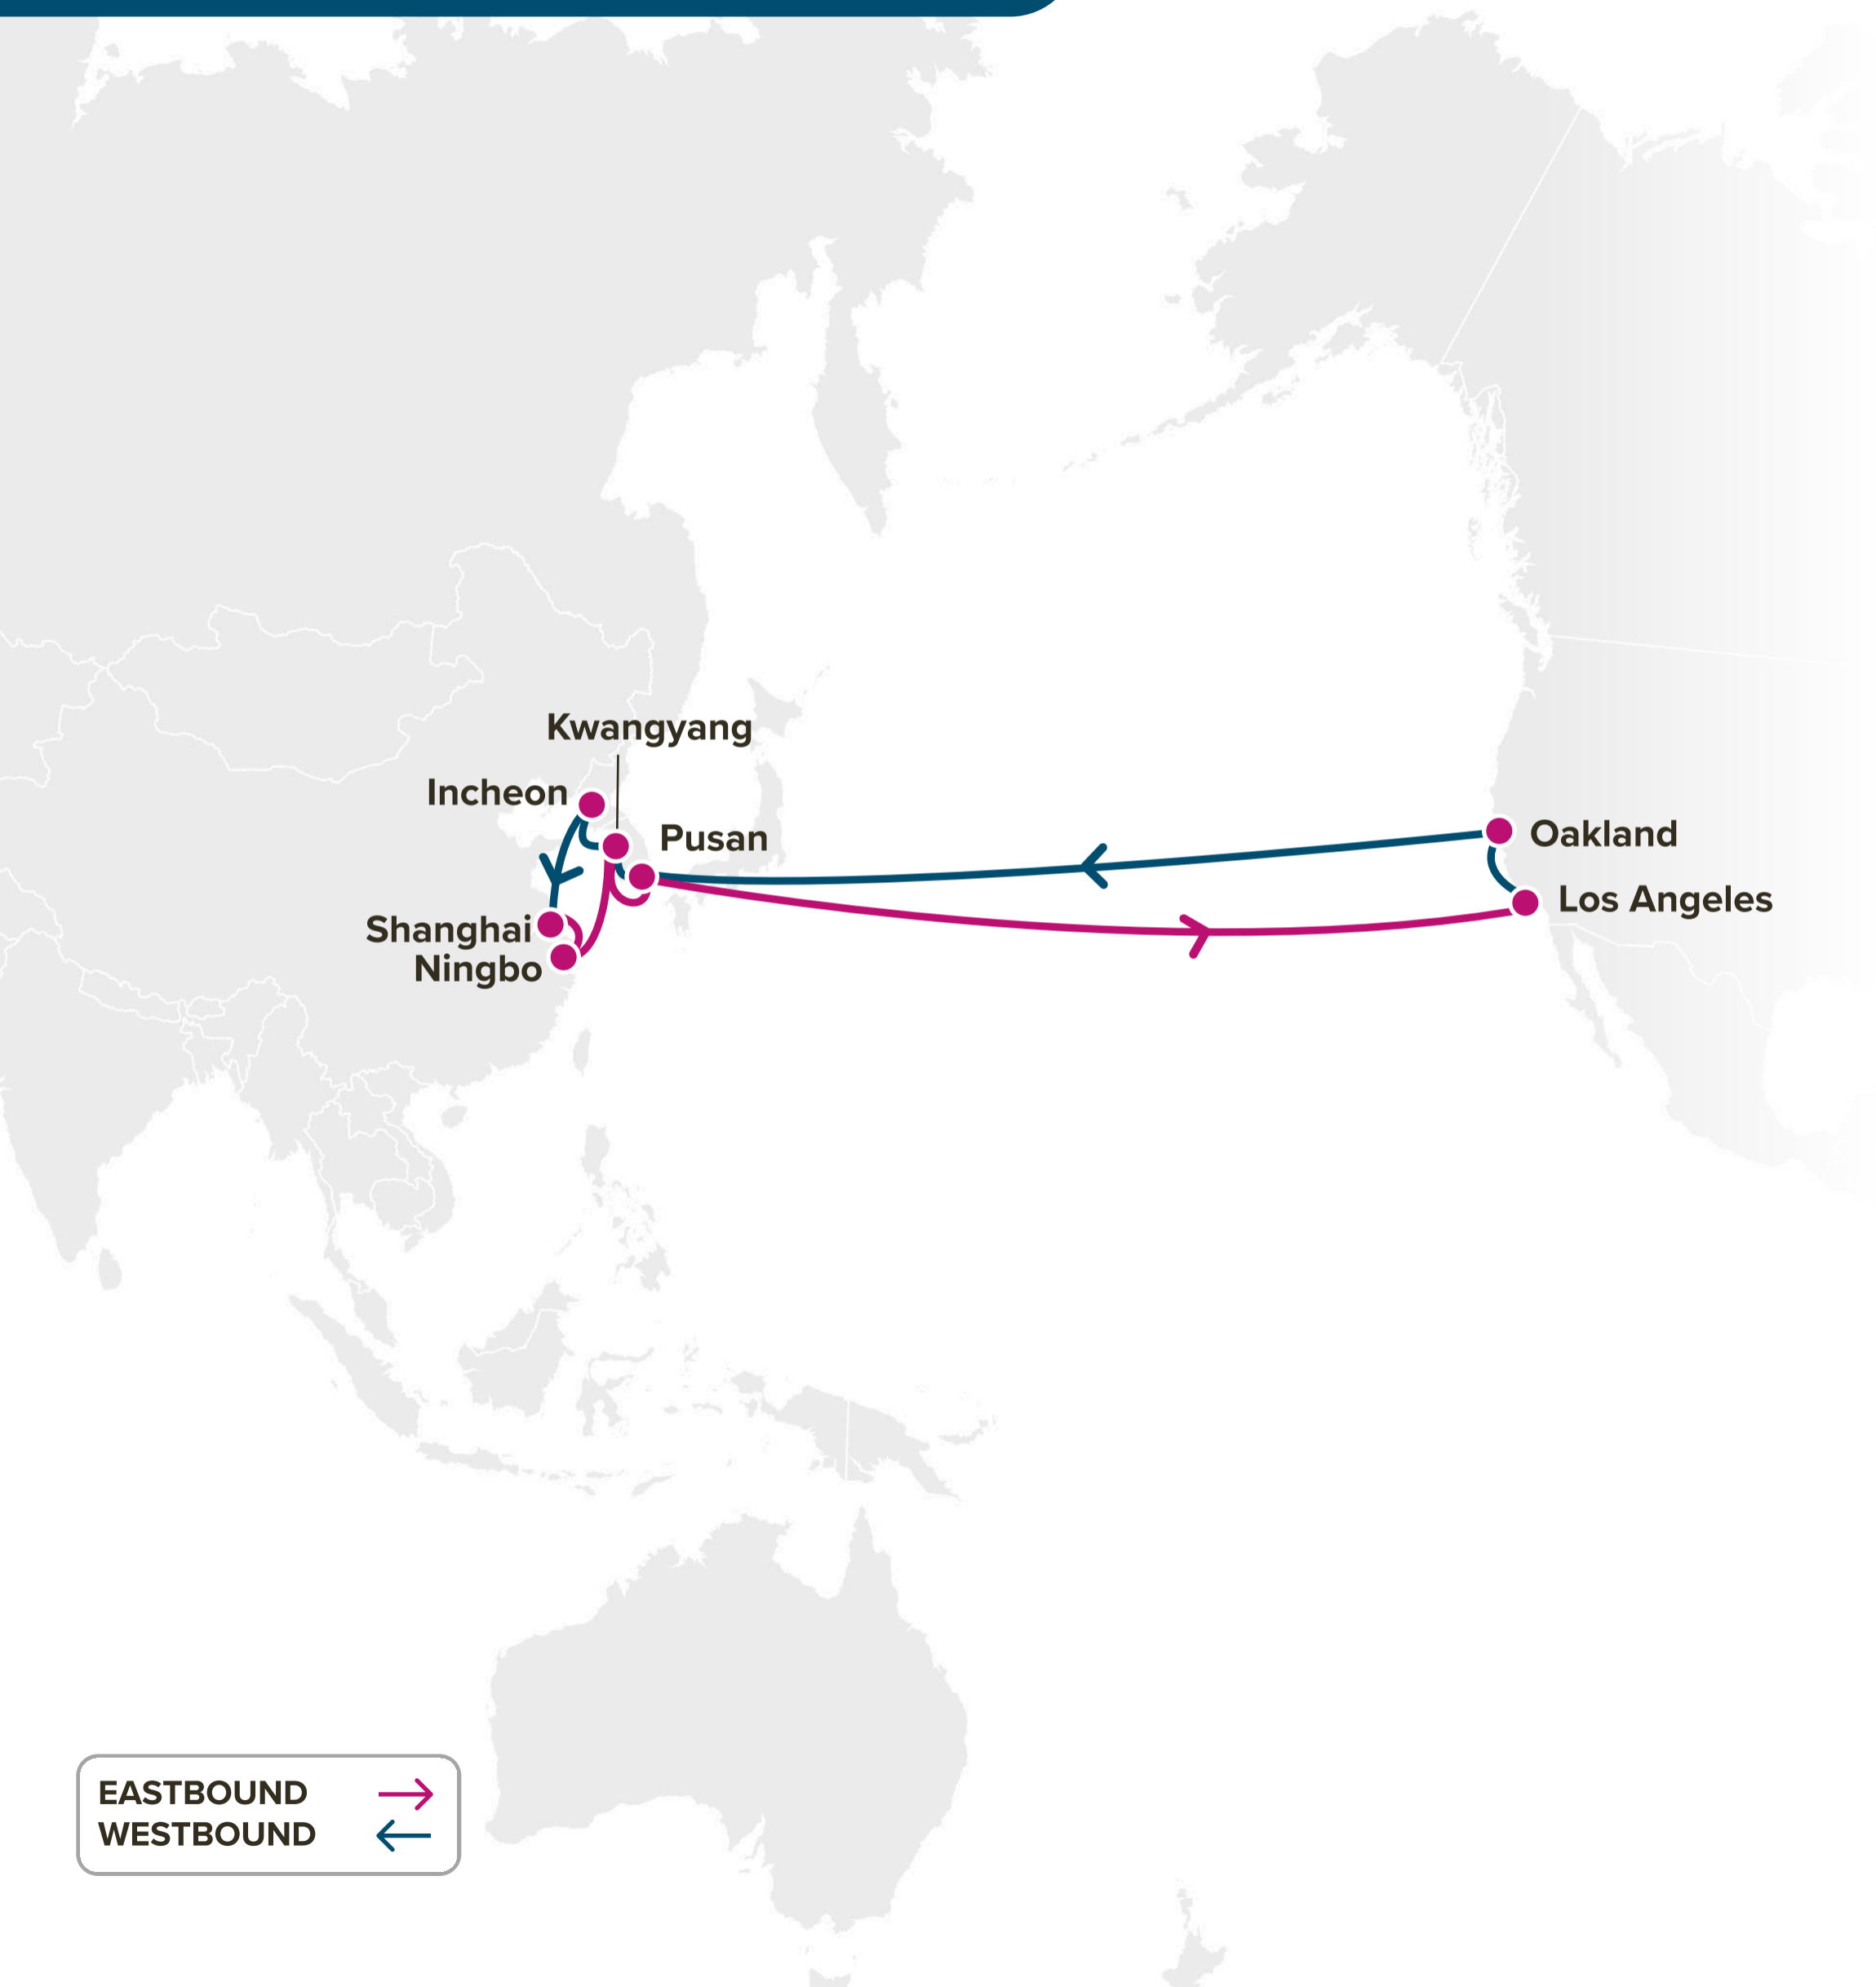 Kwangyang
Incheon
Pusan
Oakland
Los Angeles
Shanghai
Ningbo
EASTBOUND
WESTBOUND